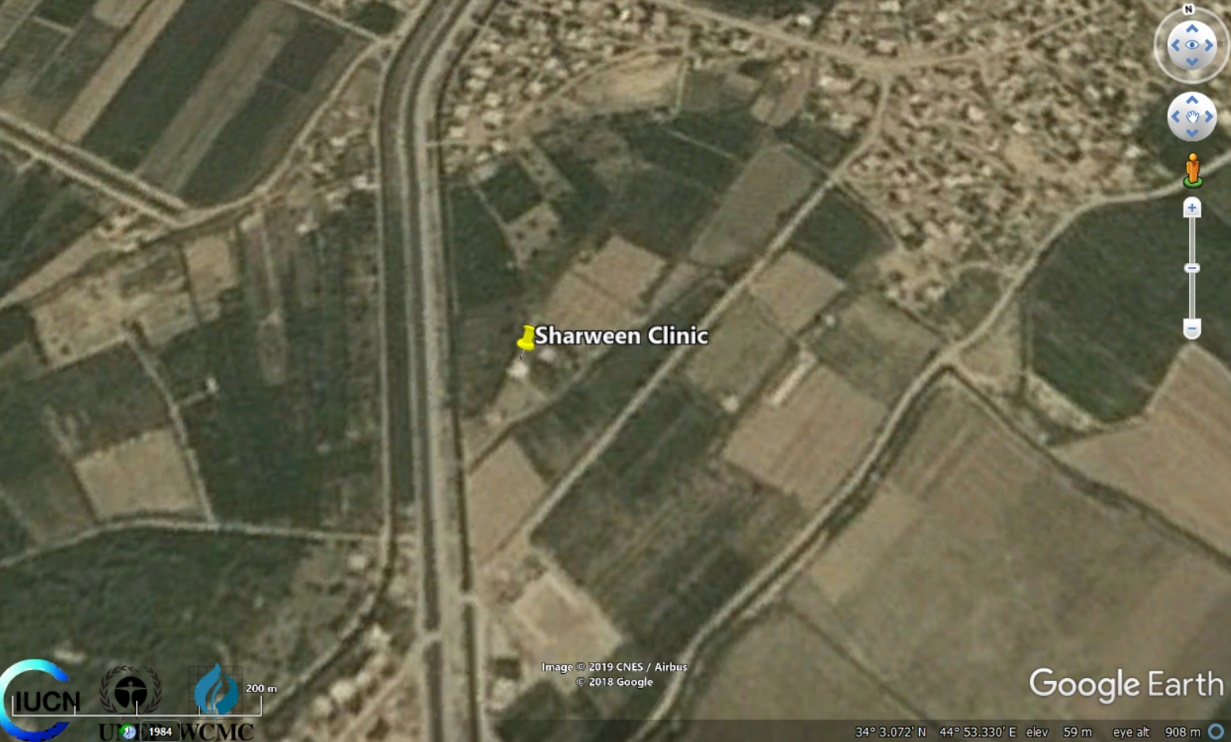 N
Sharween Clinic
Image © 2019 CNES / Airbus
© 2018 Google
Google Earth
IUCN
200 m
1984
WCMC
34° 3.072' N 44° 53.330' E elev 59 m eye alt 908 m